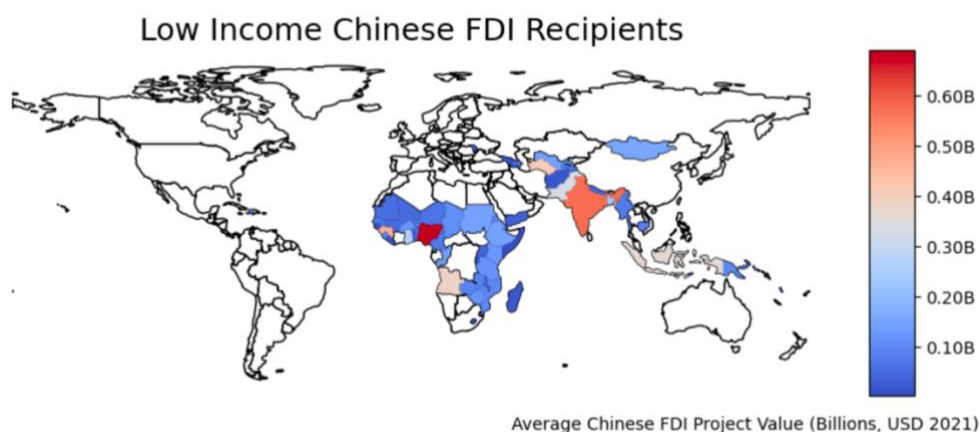 Low Income Chinese FDI Recipients
0.60B
0.50B
0.40B
0.30B
0.20B
0.10B
Average Chinese FDI Project Value (Billions, USD 2021)